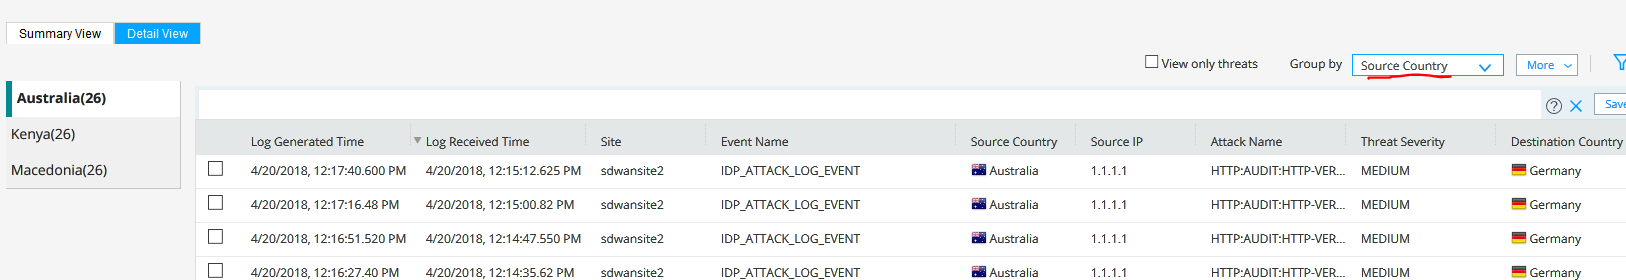 Summary View Detail View
View only threats Group by Source Country More
Australia(26)
Kenya(26)
Macedonia(26)
? Save
Log Generated Time Log Received Time Site Event Name Source Country Source IP Attack Name Threat Severity Destination Country
4/20/2018, 12:17:40.600 PM 4/20/2018, 12:15:12.625 PM sdwansite2 IDP_ATTACK_LOG_EVENT Australia 1.1.1.1 HTTP:AUDIT:HTTP-VER... MEDIUM Germany
4/20/2018, 12:17:16.48 PM 4/20/2018, 12:15:00.82 PM sdwansite2 IDP_ATTACK_LOG_EVENT Australia 1.1.1.1 HTTP:AUDIT:HTTP-VER... MEDIUM Germany
4/20/2018, 12:16:51.520 PM 4/20/2018, 12:14:47.550 PM sdwansite2 IDP_ATTACK_LOG_EVENT Australia 1.1.1.1 HTTP:AUDIT:HTTP-VER... MEDIUM Germany
4/20/2018, 12:16:27.40 PM 4/20/2018, 12:14:35.62 PM sdwansite2 IDP_ATTACK_LOG_EVENT Australia 1.1.1.1 HTTP:AUDIT:HTTP-VER... MEDIUM Germany